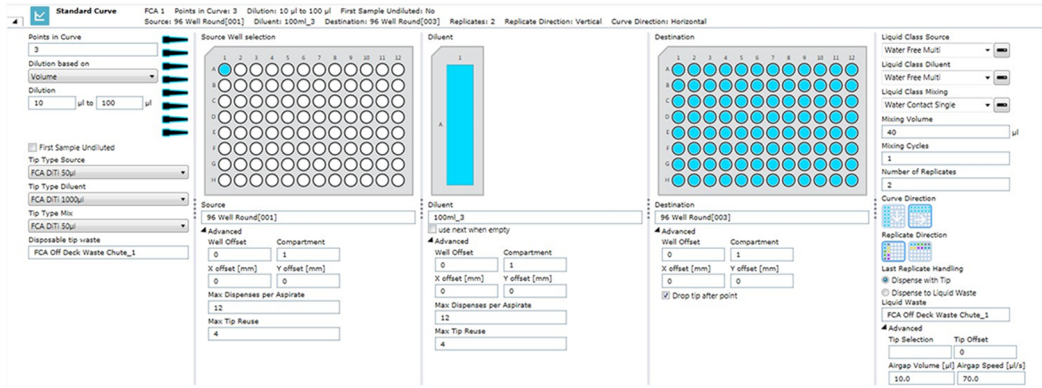 Standard Curve
FCA 1 Points in Curve: 3 Dilution: 10 µl to 100 µl First Sample Undiluted: No
Source: 96 Well Round[001] Diluent: 100ml_3 Destination: 96 Well Round[003] Replicates: 2 Replicate Direction: Vertical Curve Direction: Horizontal
Points in Curve
3
Dilution based on
Volume
Dilution
10 µl to 100 µl
First Sample Undiluted
Tip Type Source
FCA DiTi 50µl
Tip Type Diluent
FCA DiTi 1000µl
Tip Type Mix
FCA DiTi 50µl
Disposable tip waste
FCA Off Deck Waste Chute_1
Source Well selection
1 2 3 4 5 6 7 8 9 10 11 12
A
B
C
D
E
F
G
H
Source
96 Well Round[001]
Advanced
Well Offset Compartment
0 1
X offset [mm] Y offset [mm]
0 0
Max Dispenses per Aspirate
12
Max Tip Reuse
4
Diluent
1
A
Diluent
100ml_3
use next when empty
Advanced
Well Offset Compartment
0 1
X offset [mm] Y offset [mm]
0 0
Max Dispenses per Aspirate
12
Max Tip Reuse
4
Destination
1 2 3 4 5 6 7 8 9 10 11 12
A
B
C
D
E
F
G
H
Destination
96 Well Round[003]
Advanced
Well Offset Compartment
0 1
X offset [mm] Y offset [mm]
0 0
Drop tip after point
Liquid Class Source
Water Free Multi
Liquid Class Diluent
Water Free Multi
Liquid Class Mixing
Water Contact Single
Mixing Volume
40 µl
Mixing Cycles
1
Number of Replicates
2
Curve Direction
Replicate Direction
Last Replicate Handling
Dispense with Tip
Dispense to Liquid Waste
Liquid Waste
FCA Off Deck Waste Chute_1
Advanced
Tip Selection Tip Offset
0
Airgap Volume [µl] Airgap Speed [µl/s]
10.0 70.0